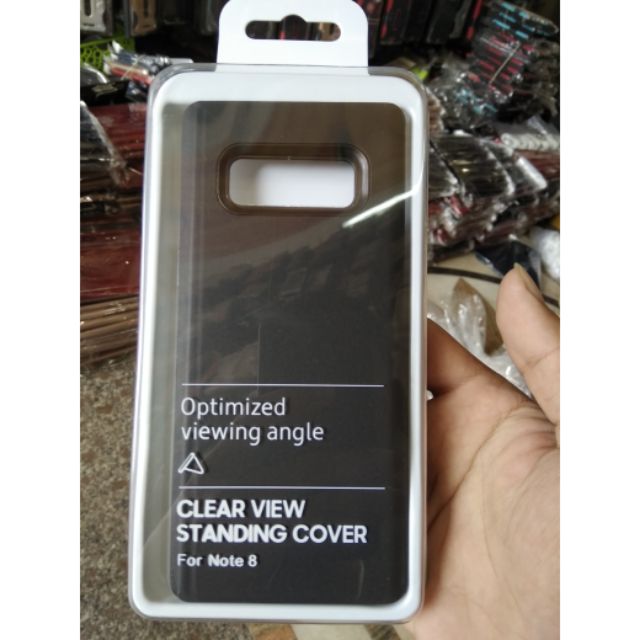 Optimized
viewing angle
CLEAR VIEW
STANDING COVER
For Note 8